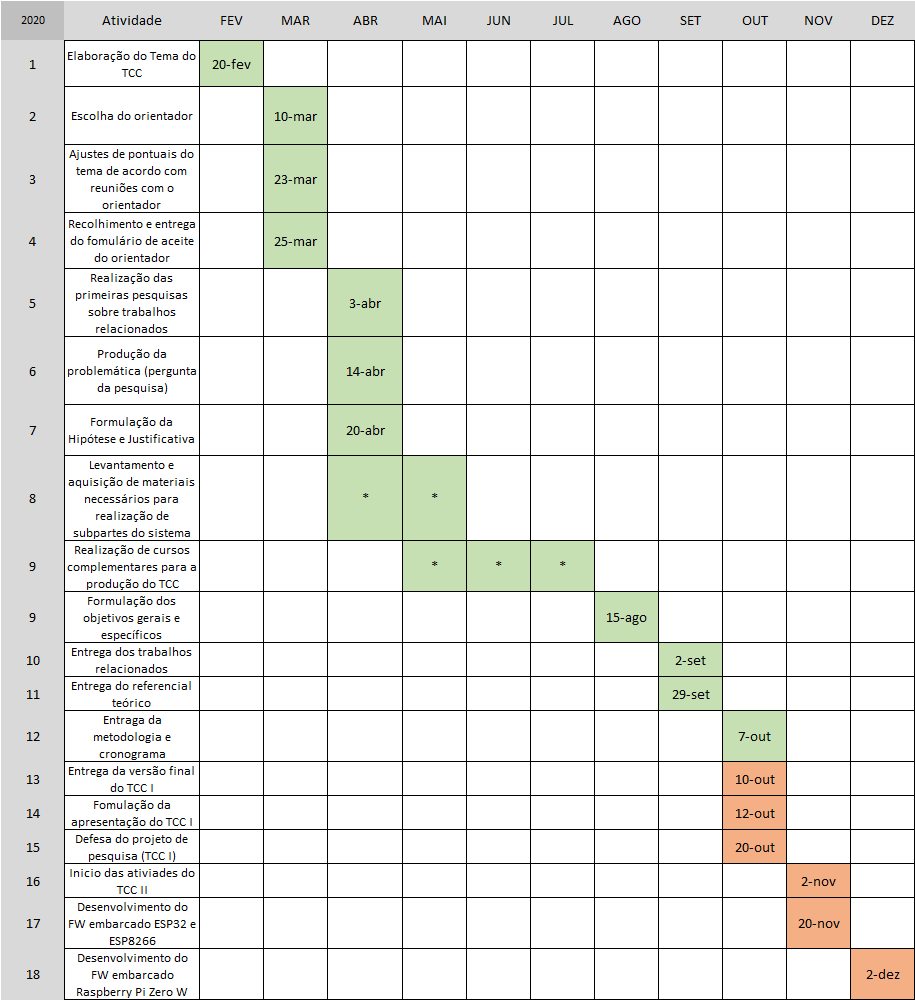 2020 Atividade FEV MAR ABR MAI JUN JUL AGO SET OUT NOV DEZ
1 Elaboração do Tema do
TCC 20-fev
2 Escolha do orientador 10-mar
3 Ajustes de pontuais do
tema de acordo com
reuniões com o
orientador 23-mar
4 Recolhimento e entrega
do fomulário de aceite
do orientador 25-mar
5 Realização das
primeiras pesquisas
sobre trabalhos
relacionados 3-abr
6 Produção da
problemática (pergunta
da pesquisa) 14-abr
7 Formulação da
Hipótese e Justificativa 20-abr
8 Levantamento e
aquisição de materiais
necessários para
realização de
subpartes do sistema * *
9 Realização de cursos
complementares para a
produção do TCC * * *
9 Formulação dos
objetivos gerais e
específicos 15-ago
10 Entrega dos trabalhos
relacionados 2-set
11 Entrega do referencial
teórico 29-set
12 Entraga da
metodologia e
cronograma 7-out
13 Entrega da versão final
do TCC I 10-out
14 Fomulação da
apresentação do TCC I 12-out
15 Defesa do projeto de
pesquisa (TCC I) 20-out
16 Inicio das ativiades do
TCC II 2-nov
17 Desenvolvimento do
FW embarcado ESP32 e
ESP8266 20-nov
18 Desenvolvimento do
FW embarcado
Raspberry Pi Zero W 2-dez